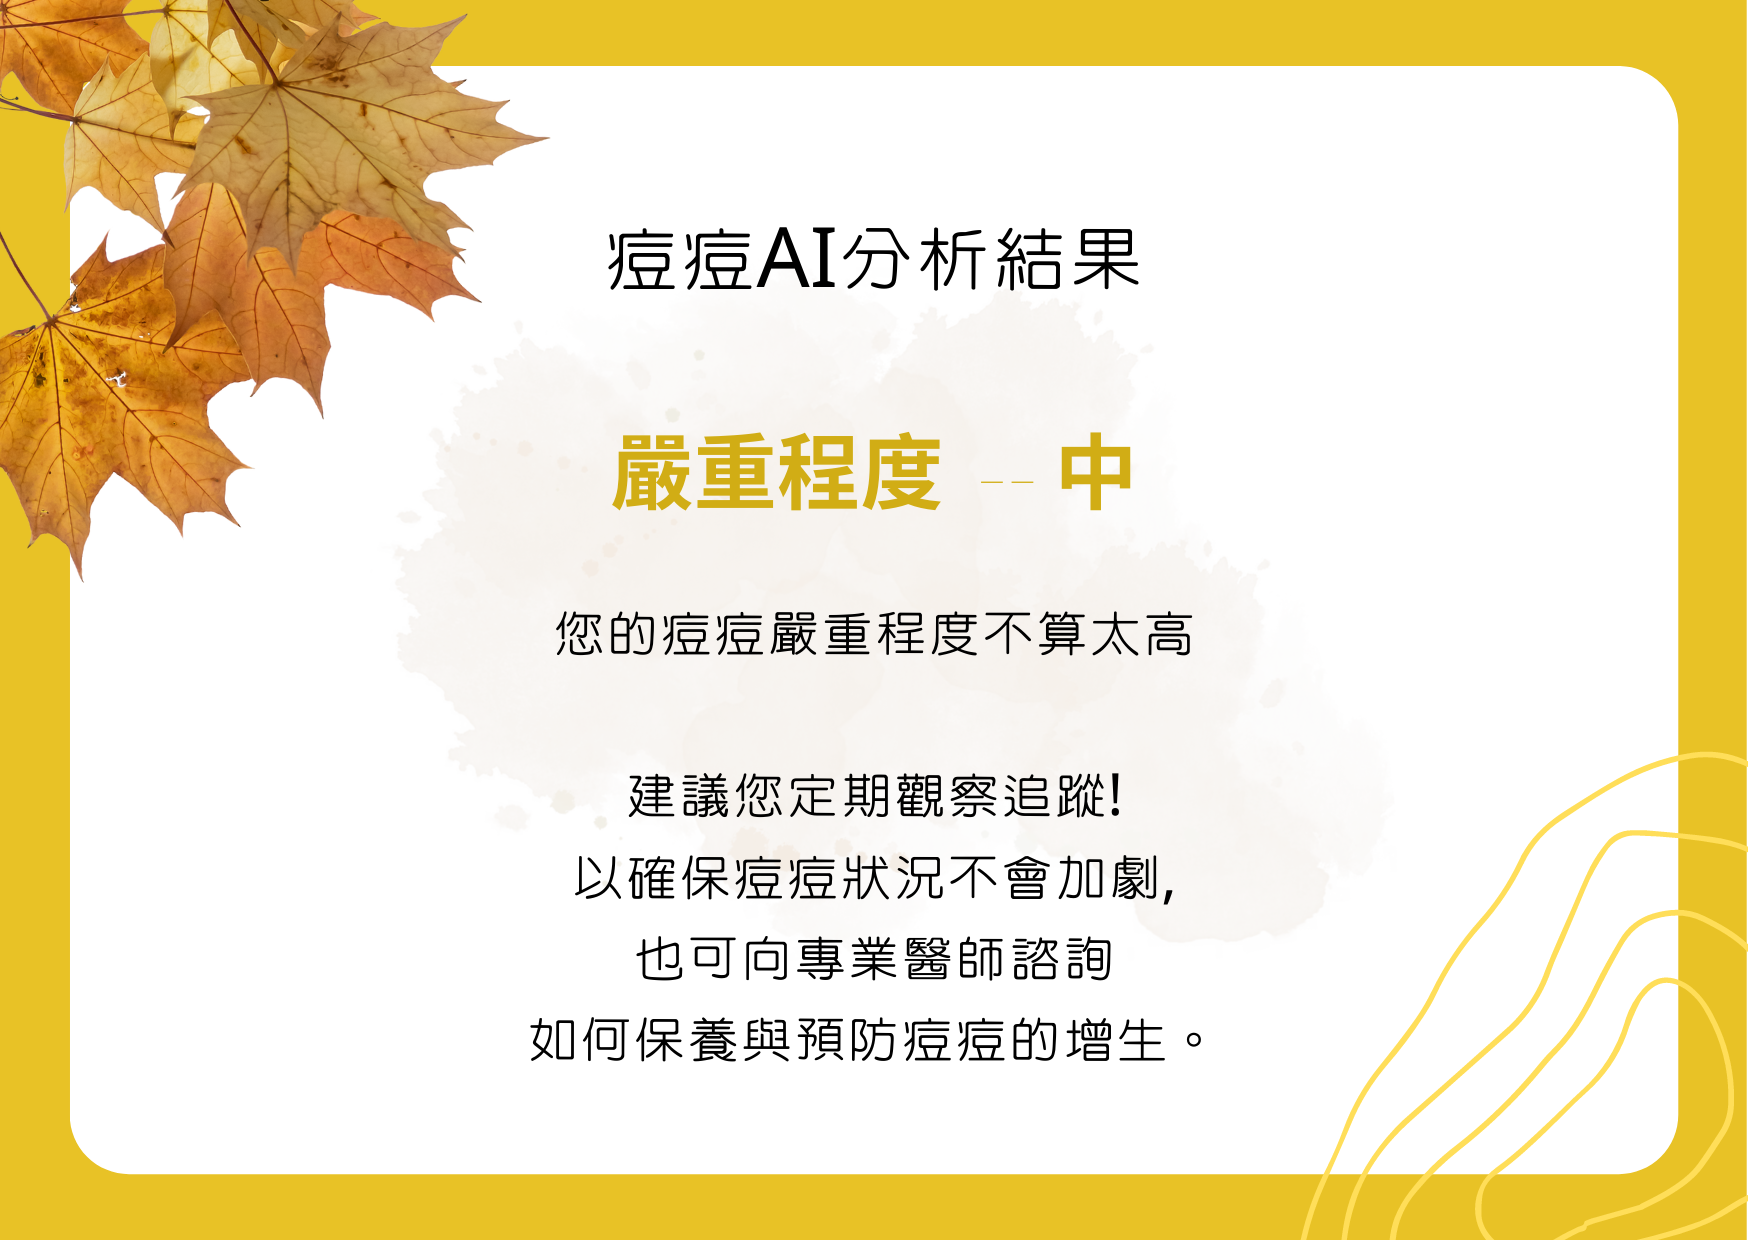 痘痘AI分析結果
嚴重程度 -- 中
您的痘痘嚴重程度不算太高
建議您定期觀察追蹤!
以確保痘痘狀況不會加劇,
也可向專業醫師諮詢
如何保養與預防痘痘的增生。